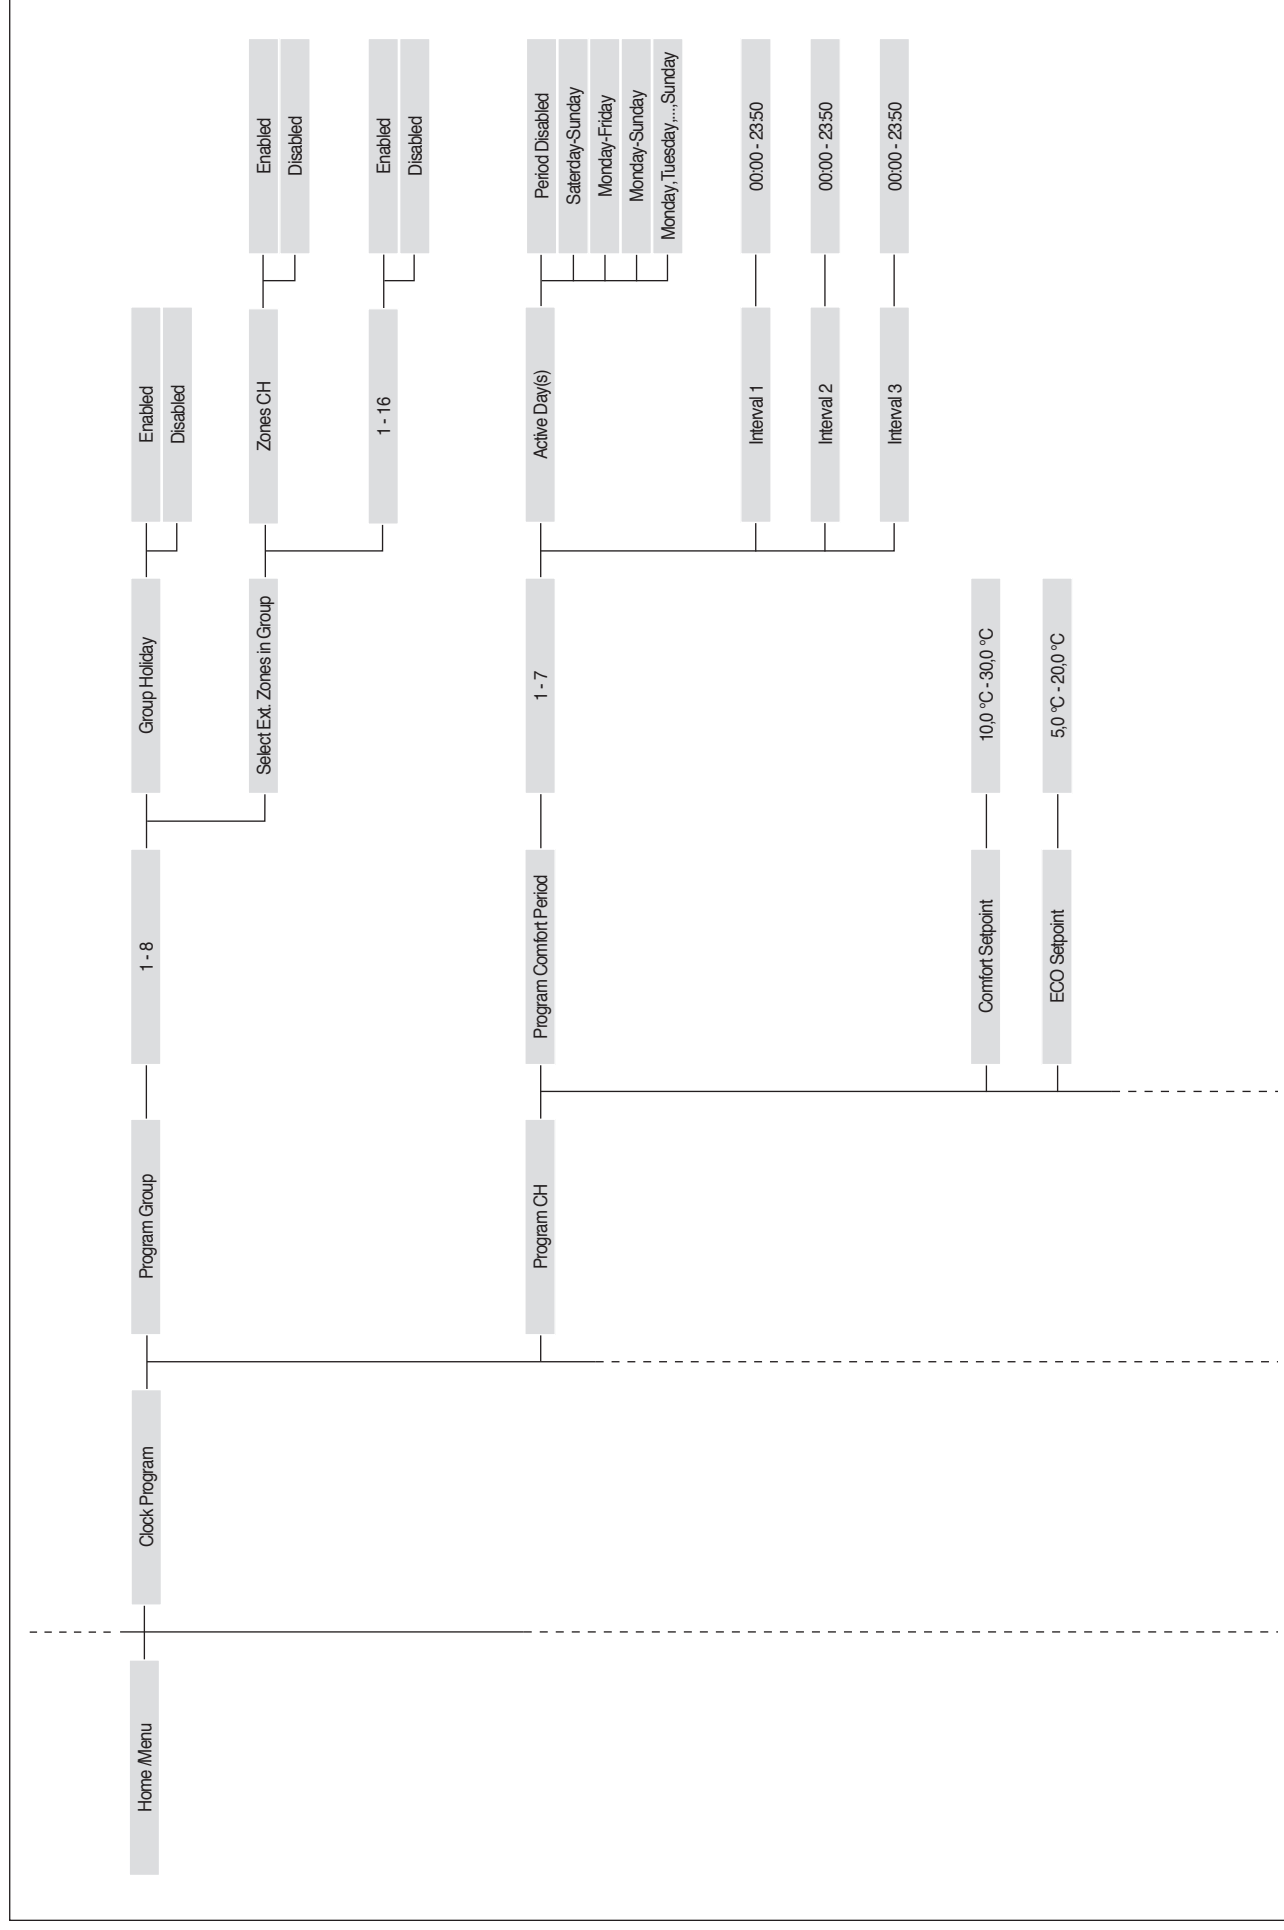 Home /Menu
Clock Program
Program Group
1 - 8
Group Holiday
Enabled
Disabled
Select Ext. Zones in Group
Zones CH
Enabled
Disabled
1 - 16
Enabled
Disabled
Program CH
Program Comfort Period
1 - 7
Active Day(s)
Period Disabled
Saterday-Sunday
Monday-Friday
Monday-Sunday
Monday,Tuesday,...,Sunday
Interval 1
00:00 - 23:50
Interval 2
00:00 - 23:50
Interval 3
00:00 - 23:50
Comfort Setpoint
10,0 °C - 30,0 °C
ECO Setpoint
5,0 °C - 20,0 °C